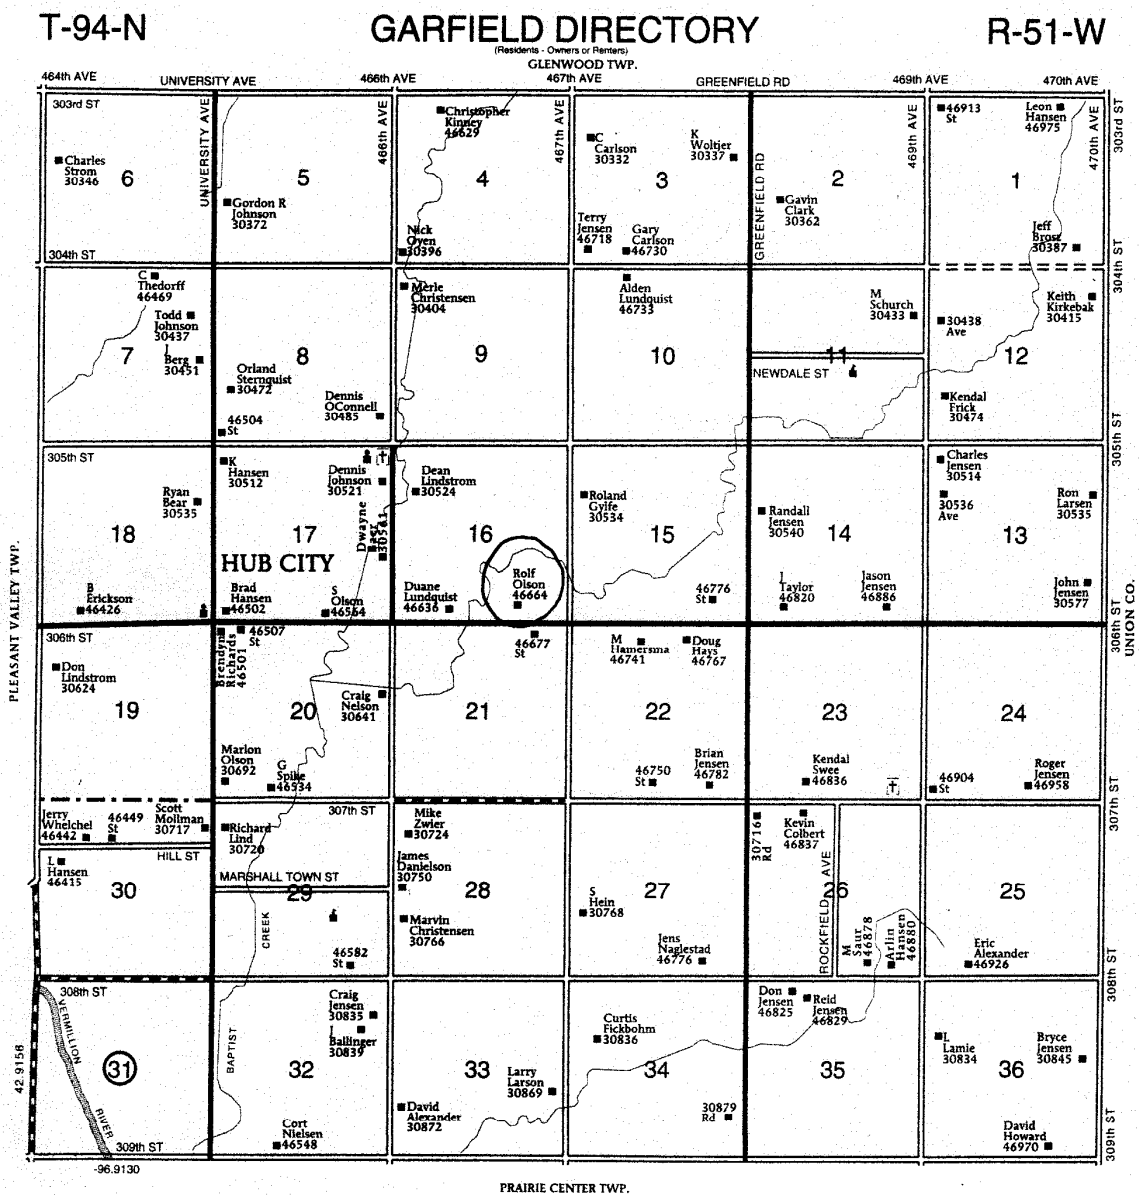 T-94-N
GARFIELD DIRECTORY
R-51-W
(Residents - Owners or Renters)
GLENWOOD TWP.
464th AVE
UNIVERSITY AVE
466th AVE
467th AVE
GREENFIELD RD
469th AVE
470th AVE
303rd ST
UNIVERSITY AVE
466th AVE
467th AVE
GREENFIELD RD
469th AVE
470th AVE
303rd ST
Charles
Strom
30346
6
5
Gordon R
Johnson
30372
Christopher
Kinney
46629
4
Nick
Oyen
30396
C
Carlson
30332
K
Woltjer
30337
3
Terry
Jensen
46718
Gary
Carlson
46730
2
Gavin
Clark
30362
46913
St
Leon
Hansen
46975
1
Jeff
Brosz
30387
304th ST
304th ST
C
Thedorff
46469
Todd
Johnson
30437
J
Berg
30451
7
8
Orland
Sternquist
30472
Dennis
OConnell
30485
46504
St
Merle
Christensen
30404
9
Alden
Lundquist
46733
10
M
Schurch
30433
11
NEWDALE ST
30438
Ave
Keith
Kirkebak
30415
12
Kendal
Frick
30474
305th ST
305th ST
Ryan
Bear
30535
18
B
Erickson
46426
K
Hansen
30512
Dennis
Johnson
30521
17
Dwayne
Baer
30561
HUB CITY
Brad
Hansen
46502
S
Olson
46564
Dean
Lindstrom
30524
16
Duane
Lundquist
46636
Rolf
Olson
46664
Roland
Gylfe
30534
15
46776
St
Randall
Jensen
30540
14
J
Taylor
46820
Jason
Jensen
46886
Charles
Jensen
30514
30536
Ave
Ron
Larsen
30535
13
John
Jensen
30577
PLEASANT VALLEY TWP.
UNION CO.
306th ST
306th ST
Don
Lindstrom
30624
19
Brendyn
Richards
46501
46507
St
20
Craig
Nelson
30641
Marlon
Olson
30692
G
Spike
46534
46677
St
21
M
Hamersma
46741
Doug
Hays
46767
22
46750
St
Brian
Jensen
46782
23
Kendal
Swee
46836
24
46904
St
Roger
Jensen
46958
307th ST
307th ST
Jerry
Whelchel
46442
46449
St
Scott
Mollman
30717
HILL ST
L
Hansen
46415
30
Richard
Lind
30720
MARSHALL TOWN ST
29
CREEK
46582
St
Mike
Zwier
30724
James
Danielson
30750
28
Marvin
Christensen
30766
27
S
Hein
30768
Jens
Naglestad
46776
30716
Rd
Kevin
Colbert
46837
ROCKFIELD AVE
26
M
Saur
46878
Arlin
Hansen
46880
25
Eric
Alexander
46926
308th ST
308th ST
VERMILLION
RIVER
31
42.9156
309th ST
-96.9130
BAPTIST
Craig
Jensen
30835
J
Ballinger
30839
32
Cort
Nielsen
46548
33
Larry
Larson
30869
David
Alexander
30872
Curtis
Fickbohm
30836
34
30879
Rd
Don
Jensen
46825
Reid
Jensen
46829
35
L
Lamie
30834
Bryce
Jensen
30845
36
David
Howard
46970
309th ST
PRAIRIE CENTER TWP.